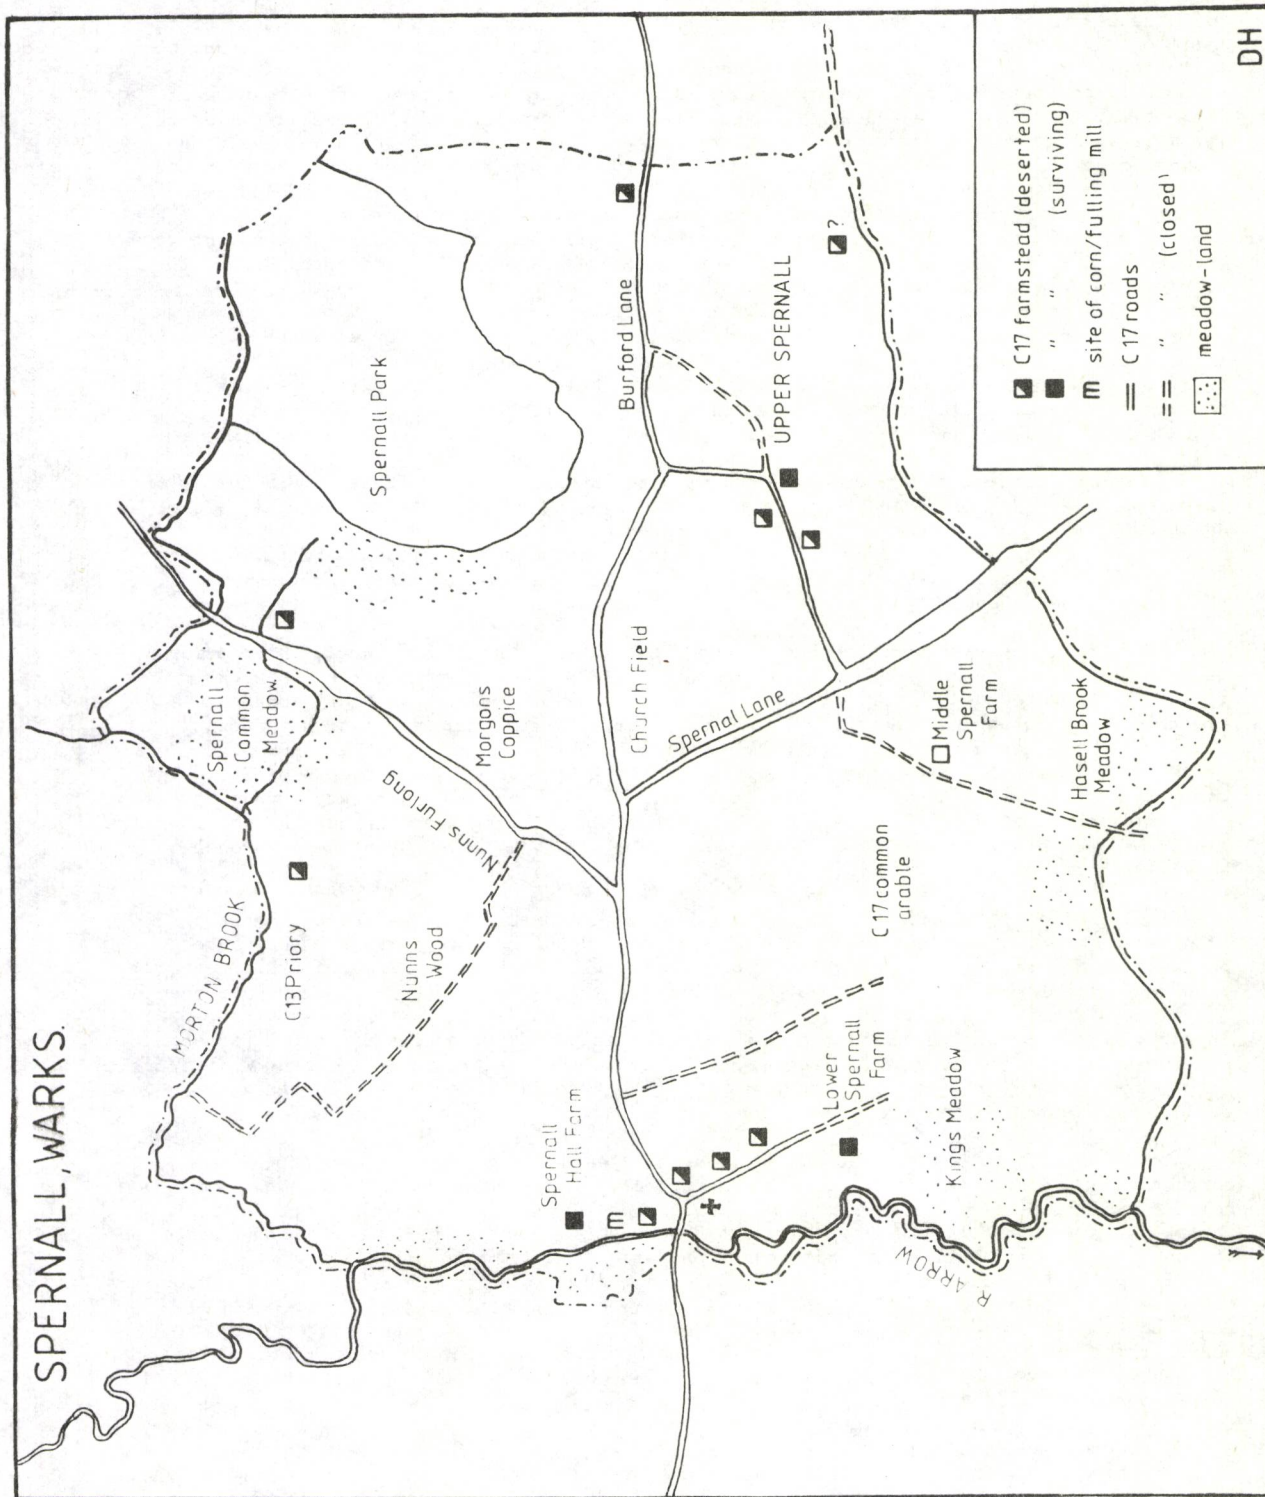 SPERNALL, WARKS.
MORTON BROOK
C13 Priory
Nunns
Wood
Nunns Furlong
Spernall
Common
Meadow.
Morgans
Coppice
Spernall Park
Spernall
Hall Farm
m
Church Field
Burford Lane
Spernal Lane
UPPER SPERNALL
?
Lower
Spernall
Farm
C17 common
arable
Middle
Spernall
Farm
Kings Meadow
Hasell Brook
Meadow
R. ARROW
C17 farmstead (deserted)
" " (surviving)
m site of corn/fulling mill
C17 roads
" " (closed)
meadow-land
DH